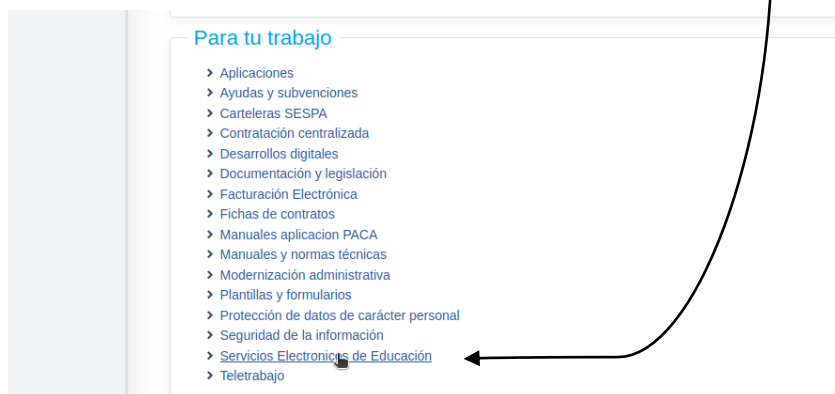 Para tu trabajo
Aplicaciones
Ayudas y subvenciones
Carteleras SESPA
Contratación centralizada
Desarrollos digitales
Documentación y legislación
Facturación Electrónica
Fichas de contratos
Manuales aplicacion PACA
Manuales y normas técnicas
Modernización administrativa
Plantillas y formularios
Protección de datos de carácter personal
Seguridad de la información
Servicios Electronicos de Educación
Teletrabajo